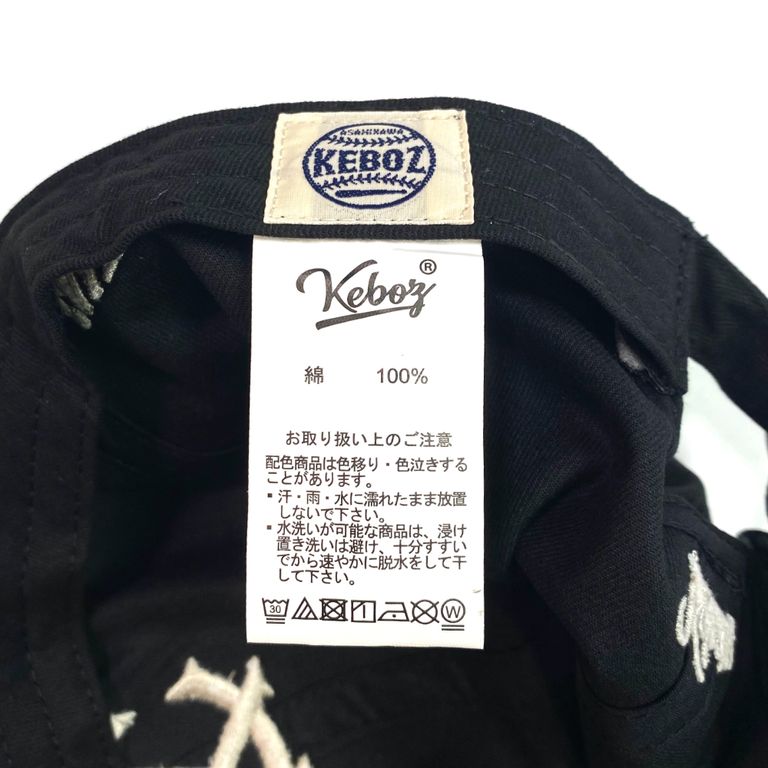 ASAHIKAWA
KEBOZ
Keboz®
綿 100%
お取り扱い上のご注意
配色商品は色移り・色泣きする
ことがあります。
▪汗・雨・水に濡れたまま放置
しないで下さい。
▪水洗いが可能な商品は、浸け
置き洗いは避け、十分すすい
でから速やかに脱水をして干
して下さい。
30 W